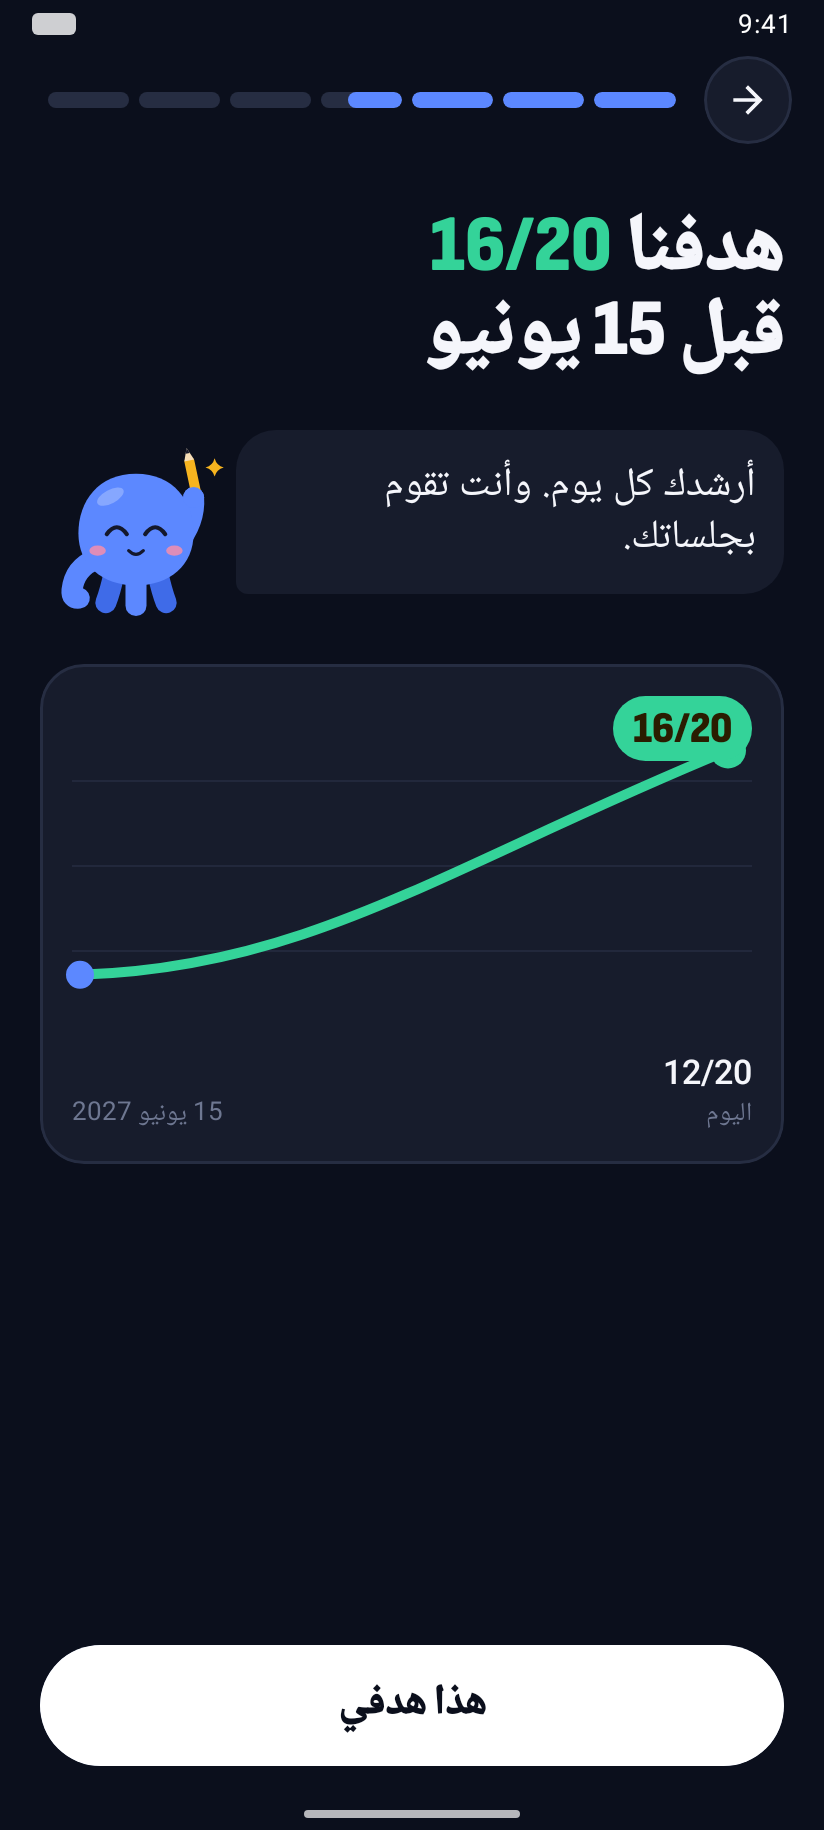 9:41
هدفنا 16/20
قبل 15 يونيو
أرشدك كل يوم. وأنت تقوم
بجلساتك.
16/20
12/20
اليوم
15 يونيو 2027
هذا هدفي